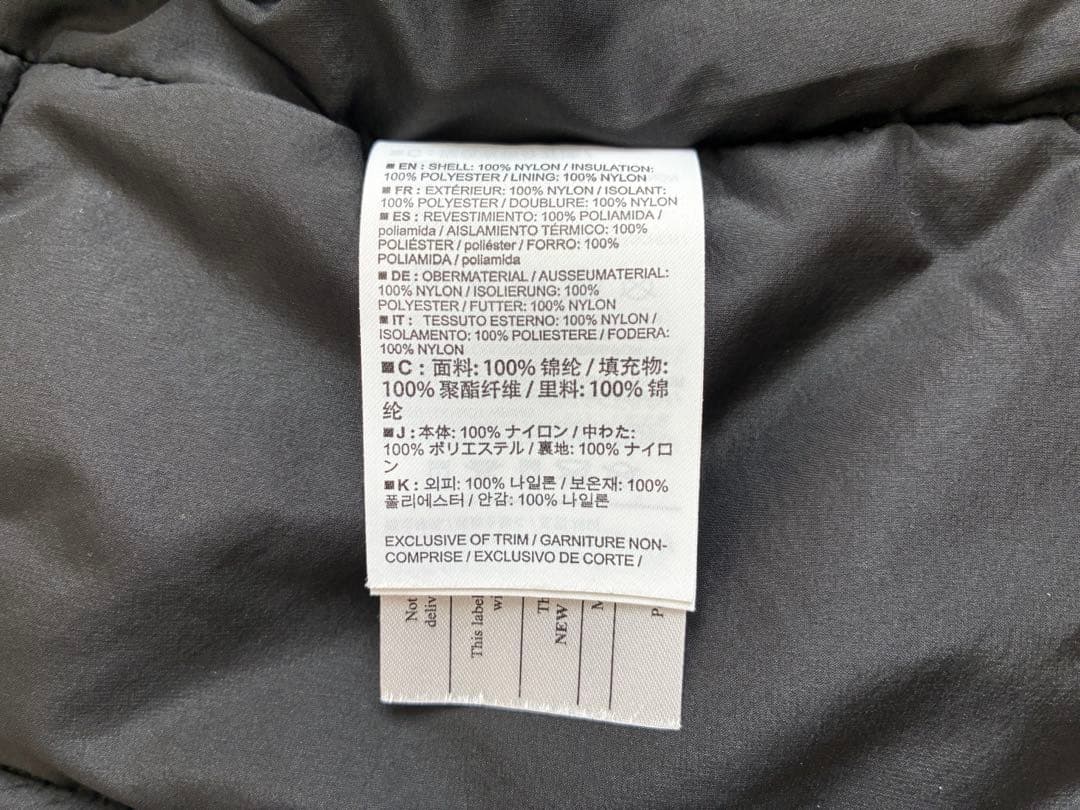 ■ EN : SHELL: 100% NYLON / INSULATION:
100% POLYESTER / LINING: 100% NYLON
■ FR : EXTÉRIEUR: 100% NYLON / ISOLANT:
100% POLYESTER / DOUBLURE: 100% NYLON
■ ES : REVESTIMIENTO: 100% POLIAMIDA /
poliamida / AISLAMIENTO TÉRMICO: 100%
POLIÉSTER / poliéster / FORRO: 100%
POLIAMIDA / poliamida
■ DE : OBERMATERIAL / AUSSEUMATERIAL:
100% NYLON / ISOLIERUNG: 100%
POLYESTER / FUTTER: 100% NYLON
■ IT : TESSUTO ESTERNO: 100% NYLON /
ISOLAMENTO: 100% POLIESTERE / FODERA:
100% NYLON
■ C : 面料: 100% 锦纶 / 填充物:
100% 聚酯纤维 / 里料: 100% 锦
纶
■ J : 本体: 100% ナイロン / 中わた:
100% ポリエステル / 裏地: 100% ナイロ
ン
■ K : 외피: 100% 나일론 / 보온재: 100%
폴리에스터 / 안감: 100% 나일론
EXCLUSIVE OF TRIM / GARNITURE NON-
COMPRISE / EXCLUSIVO DE CORTE /
Not
deliv
This label
wi
Th
NEW
M
P